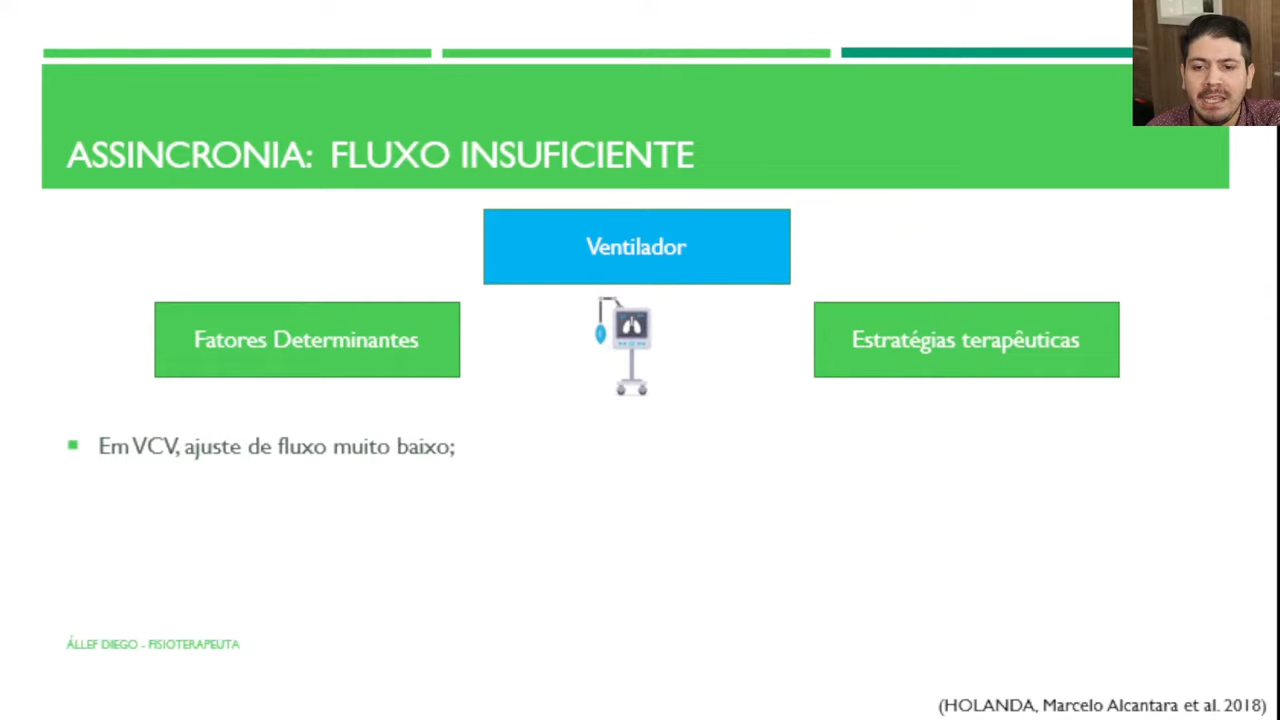 ASSINCRONIA: FLUXO INSUFICIENTE
Ventilador
Fatores Determinantes
Estratégias terapêuticas
Em VCV, ajuste de fluxo muito baixo;
ÁLLEF DIEGO - FISIOTERAPEUTA
(HOLANDA, Marcelo Alcantara et al. 2018)